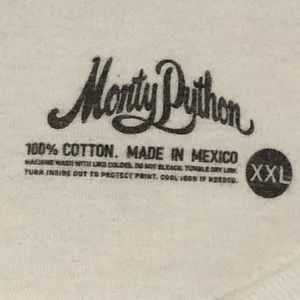 Monty Python
100% COTTON. MADE IN MEXICO
MACHINE WASH WITH LIKE COLORS. DO NOT BLEACH. TUMBLE DRY LOW.
TURN INSIDE OUT TO PROTECT PRINT. COOL IRON IF NEEDED.
XXL